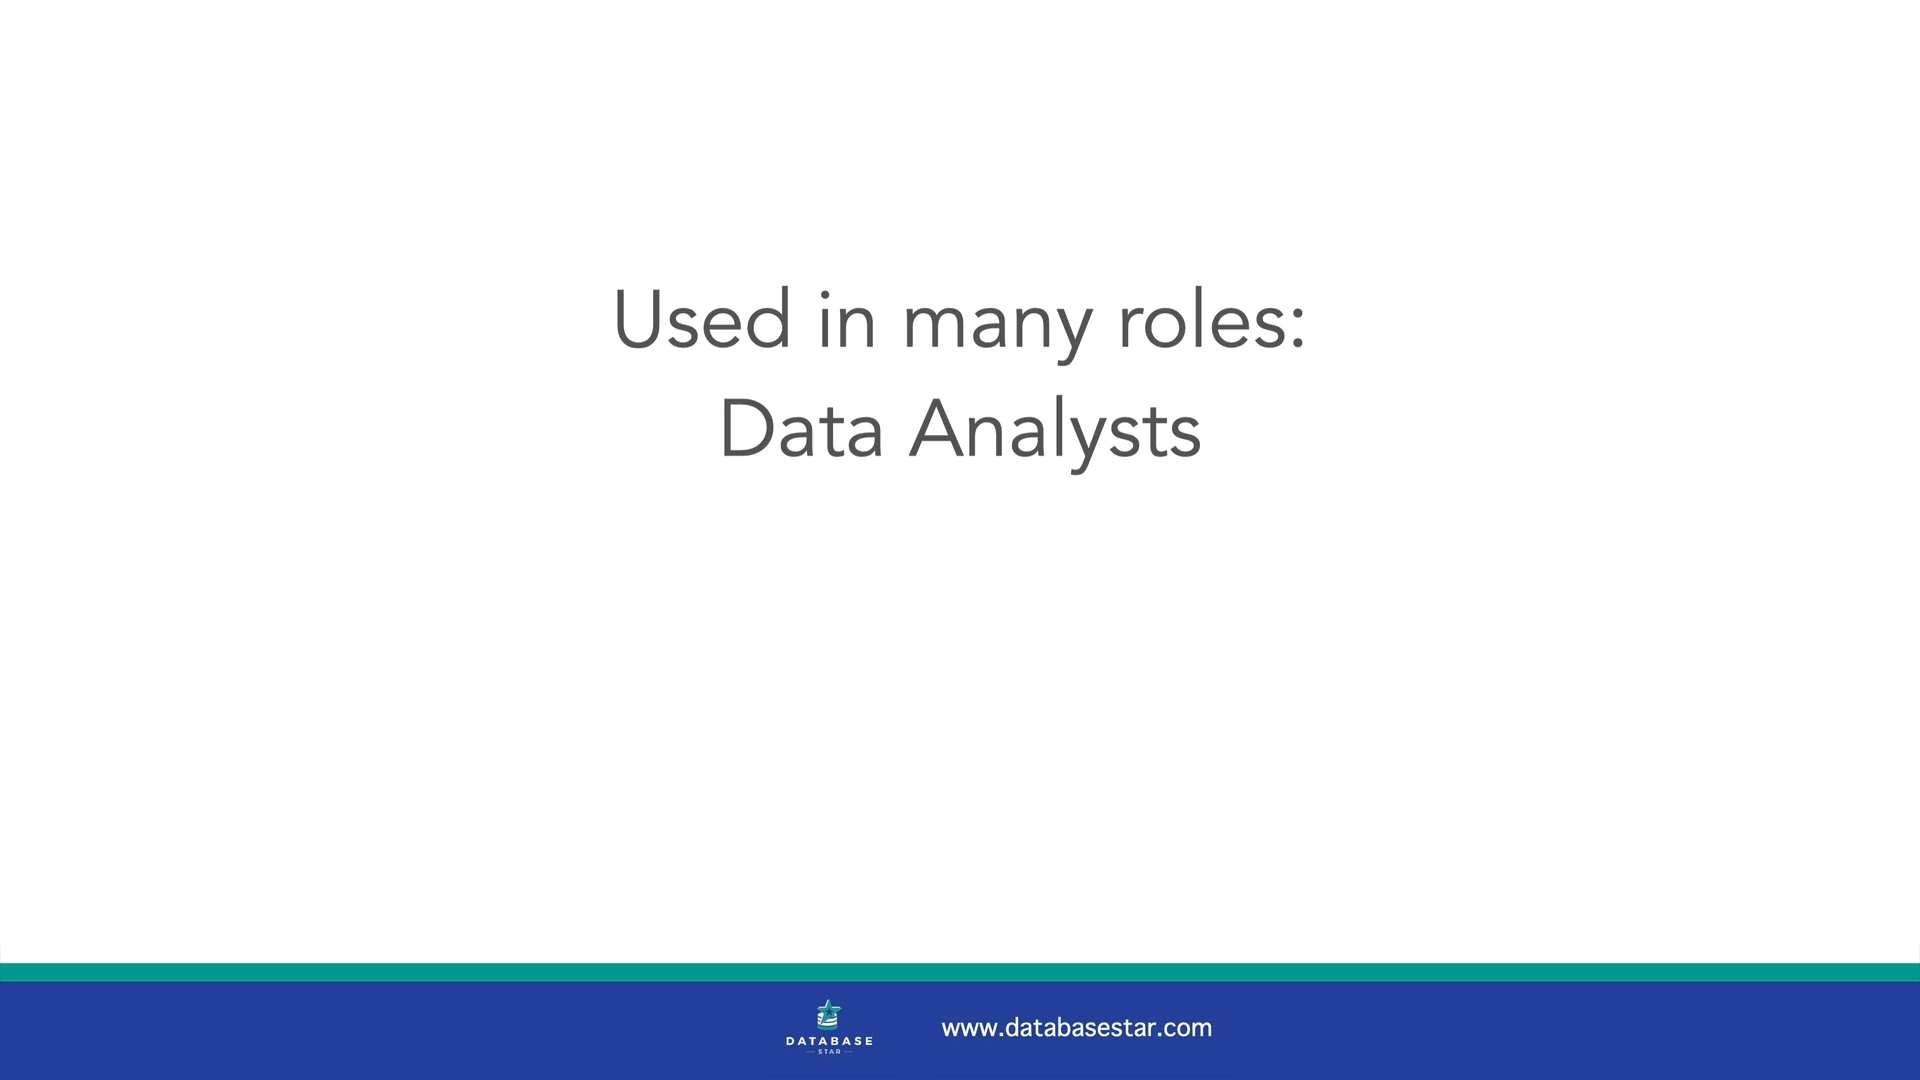 Used in many roles:
Data Analysts
DATABASE
STAR
www.databasestar.com